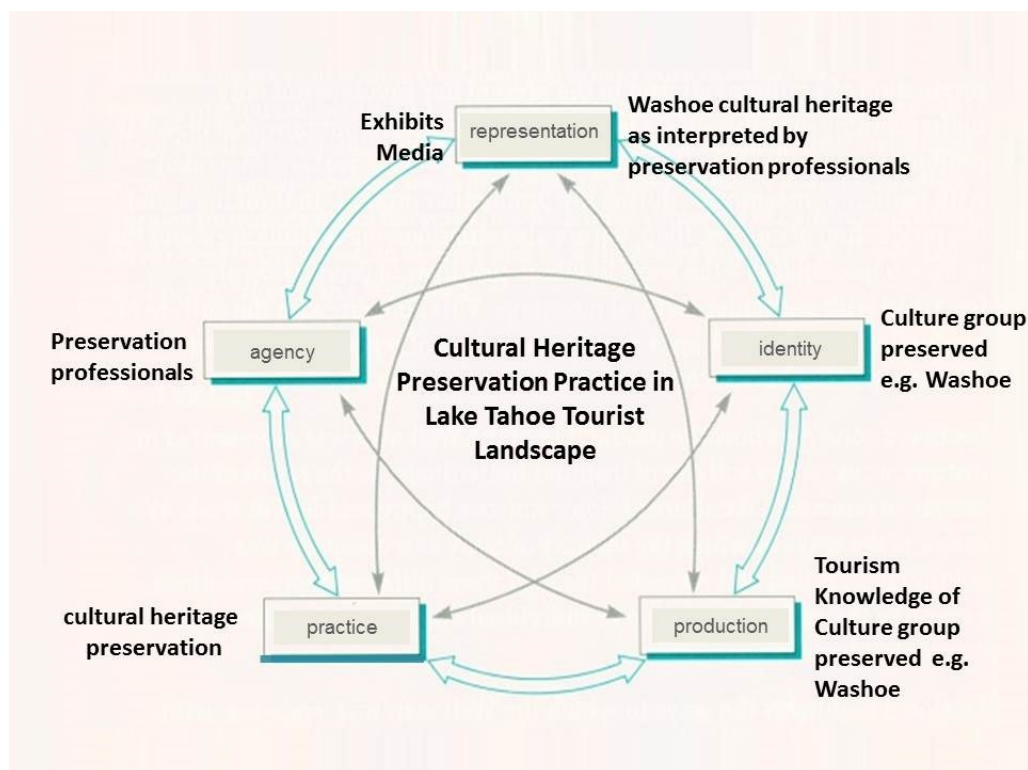 Exhibits
Media
representation
Washoe cultural heritage
as interpreted by
preservation professionals
Preservation
professionals
agency
Cultural Heritage
Preservation Practice in
Lake Tahoe Tourist
Landscape
identity
Culture group
preserved
e.g. Washoe
cultural heritage
preservation
practice
production
Tourism
Knowledge of
Culture group
preserved e.g.
Washoe